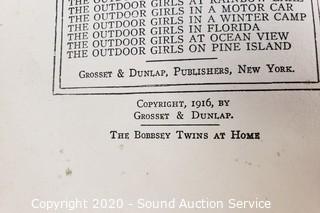 THE OUTDOOR GIRLS IN A MOTOR CAR
THE OUTDOOR GIRLS IN A WINTER CAMP
THE OUTDOOR GIRLS IN FLORIDA
THE OUTDOOR GIRLS AT OCEAN VIEW
THE OUTDOOR GIRLS ON PINE ISLAND
GROSSET & DUNLAP, PUBLISHERS, NEW YORK.
COPYRIGHT, 1916, BY
GROSSET & DUNLAP.
THE BOBBSEY TWINS AT HOME
Copyright 2020 - Sound Auction Service